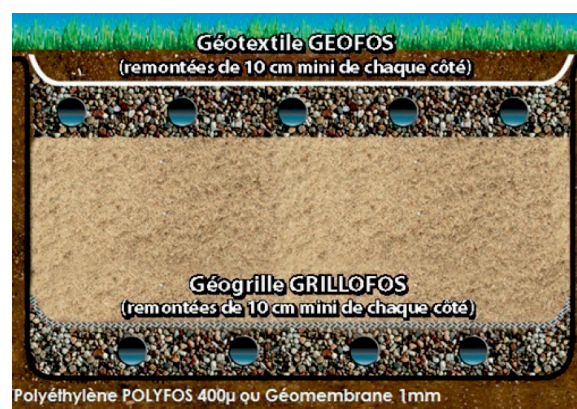 Géotextile GEOFOS
(remontées de 10 cm mini de chaque côté)
Géogrille GRILLOFOS
(remontées de 10 cm mini de chaque côté)
Polyéthylène POLYFOS 400µ ou Géomembrane 1mm